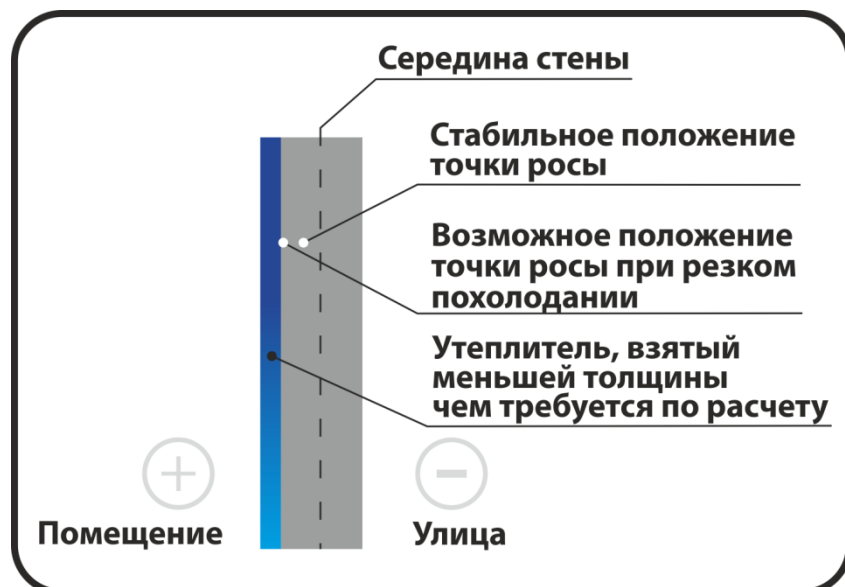 Середина стены
Стабильное положение
точки росы
Возможное положение
точки росы при резком
похолодании
Утеплитель, взятый
меньшей толщины
чем требуется по расчету
Помещение
Улица